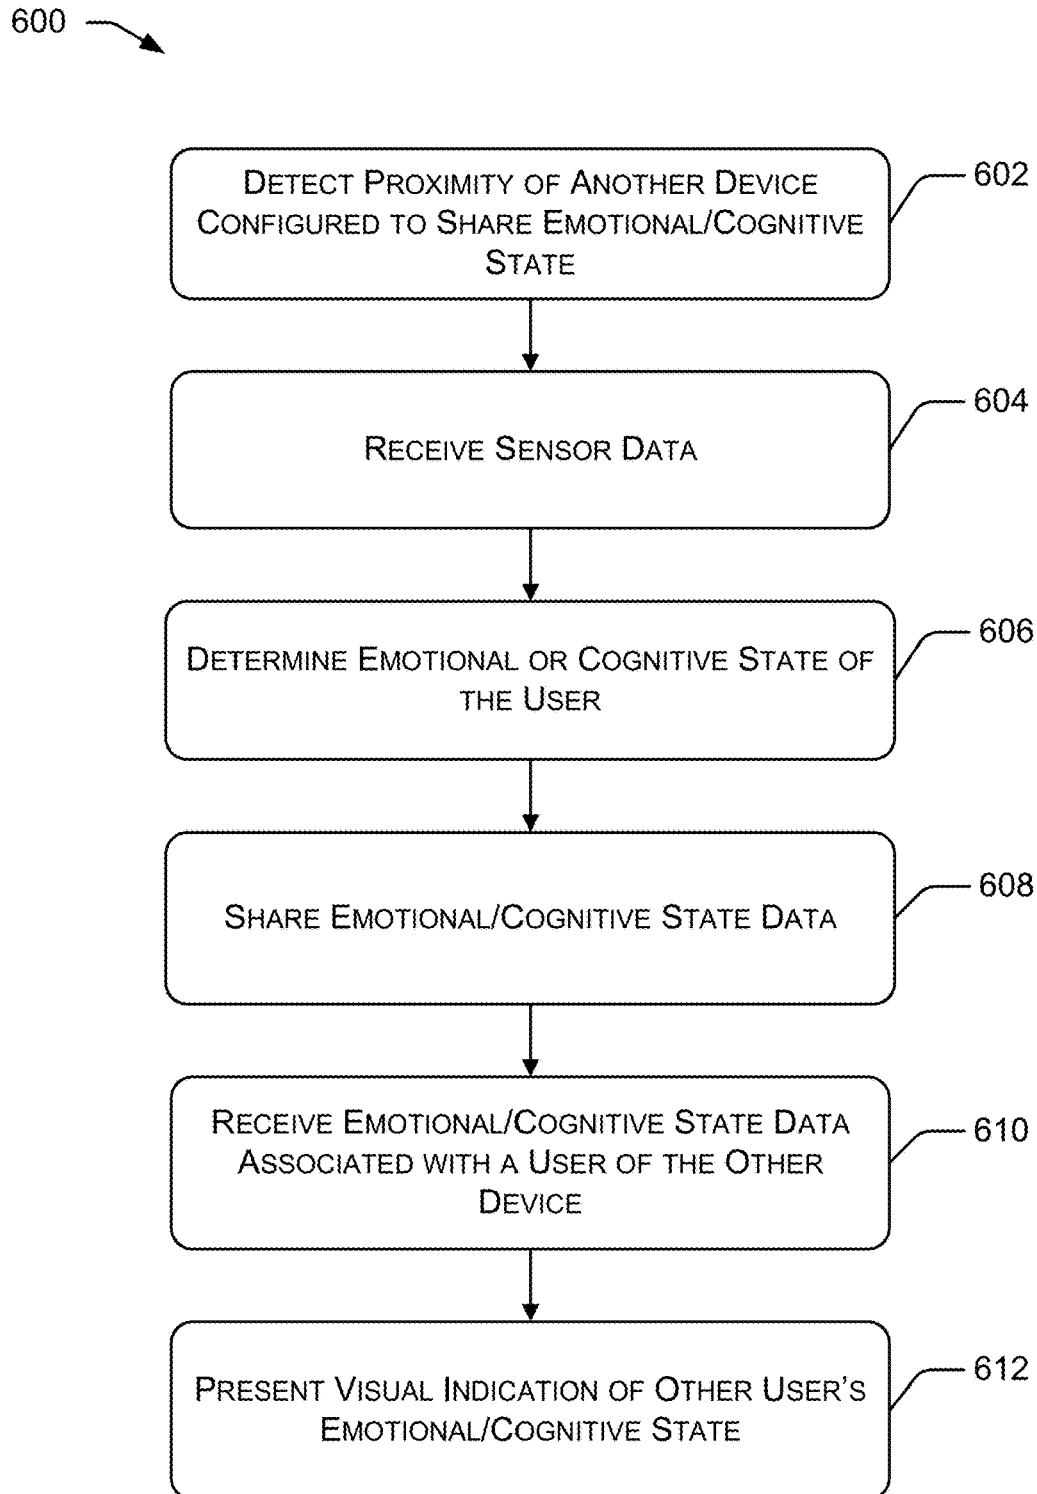 600
DETECT PROXIMITY OF ANOTHER DEVICE
CONFIGURED TO SHARE EMOTIONAL/COGNITIVE
STATE
602
RECEIVE SENSOR DATA
604
DETERMINE EMOTIONAL OR COGNITIVE STATE OF
THE USER
606
SHARE EMOTIONAL/COGNITIVE STATE DATA
608
RECEIVE EMOTIONAL/COGNITIVE STATE DATA
ASSOCIATED WITH A USER OF THE OTHER
DEVICE
610
PRESENT VISUAL INDICATION OF OTHER USER'S
EMOTIONAL/COGNITIVE STATE
612